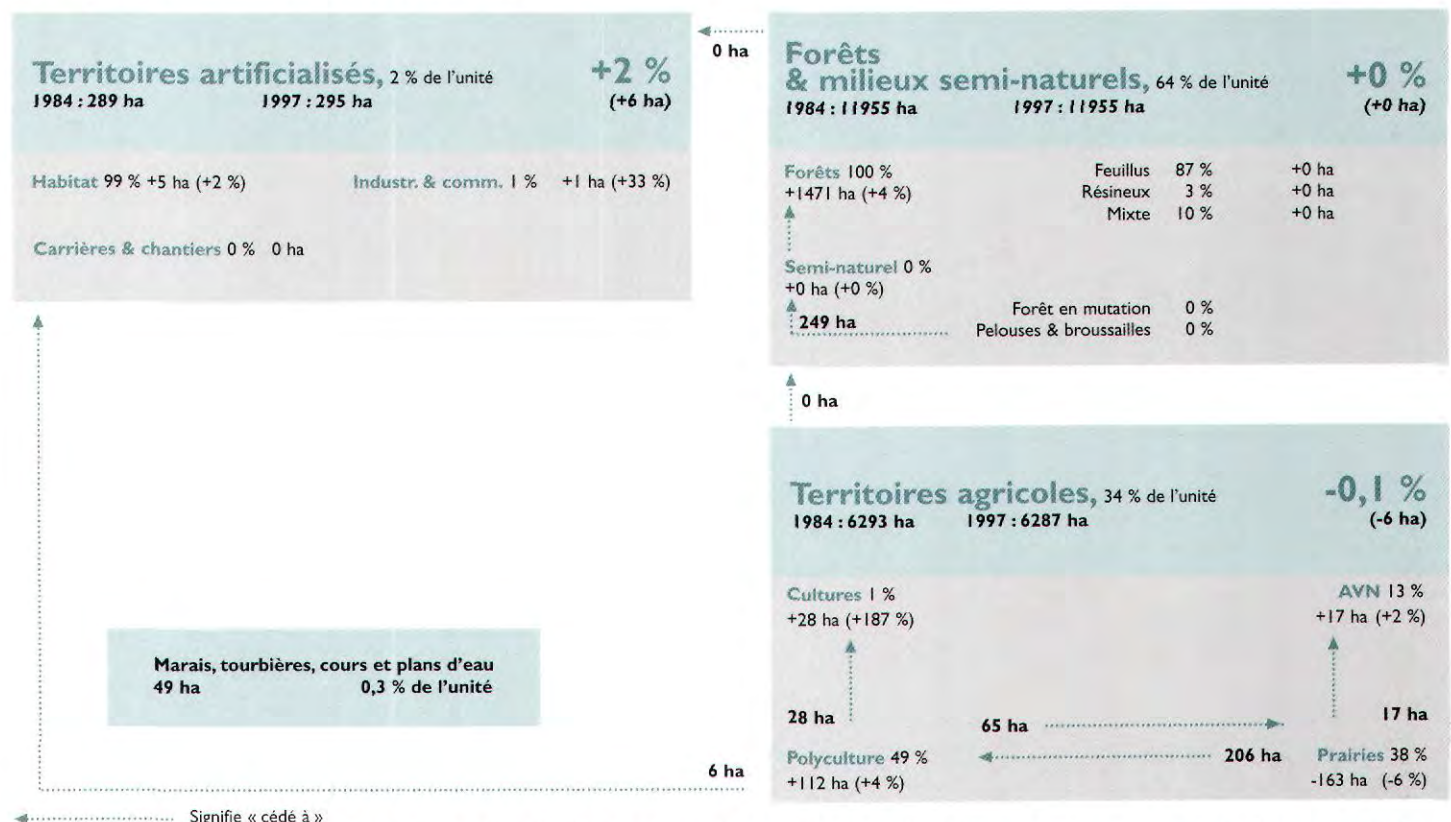 Territoires artificialisés, 2 % de l'unité +2 %
1984 : 289 ha 1997 : 295 ha (+6 ha)
Habitat 99 % +5 ha (+2 %) Industr. & comm. 1 % +1 ha (+33 %)
Carrières & chantiers 0 % 0 ha
0 ha
Forêts
& milieux semi-naturels, 64 % de l'unité +0 %
1984 : 11955 ha 1997 : 11955 ha (+0 ha)
Forêts 100 % Feuillus 87 % +0 ha
+1471 ha (+4 %) Résineux 3 % +0 ha
Mixte 10 % +0 ha
Semi-naturel 0 %
+0 ha (+0 %)
Forêt en mutation 0 %
249 ha Pelouses & broussailles 0 %
0 ha
Territoires agricoles, 34 % de l'unité -0,1 %
1984 : 6293 ha 1997 : 6287 ha (-6 ha)
Cultures 1 % AVN 13 %
+28 ha (+187 %) +17 ha (+2 %)
28 ha 65 ha 17 ha
Polyculture 49 % 206 ha Prairies 38 %
+112 ha (+4 %) -163 ha (-6 %)
Marais, tourbières, cours et plans d'eau
49 ha 0,3 % de l'unité
6 ha
Signifie « cédé à »